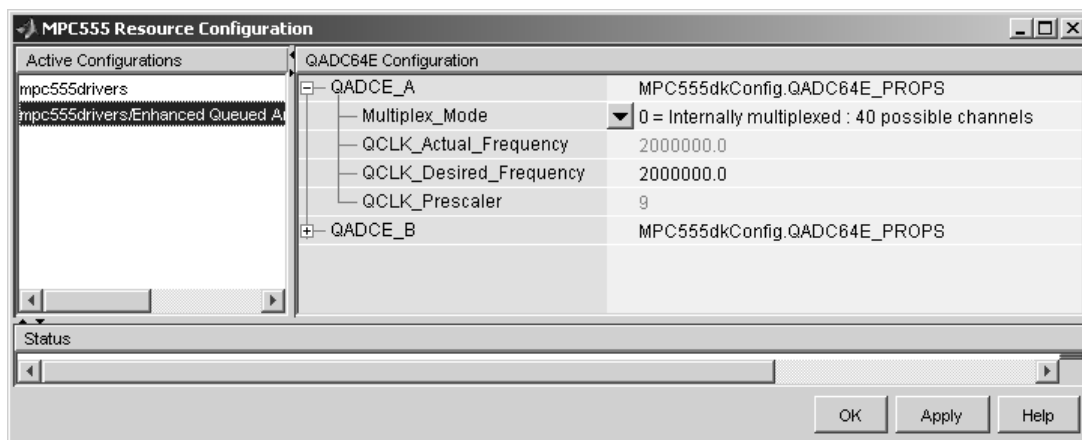 MPC555 Resource Configuration
Active Configurations
mpc555drivers
mpc555drivers/Enhanced Queued
QADC64E Configuration
QADCE_A MPC555dkConfig.QADC64E_PROPS
Multiplex_Mode 0 = Internally multiplexed : 40 possible channels
QCLK_Actual_Frequency 2000000.0
QCLK_Desired_Frequency 2000000.0
QCLK_Prescaler 9
QADCE_B MPC555dkConfig.QADC64E_PROPS
Status
OK Apply Help